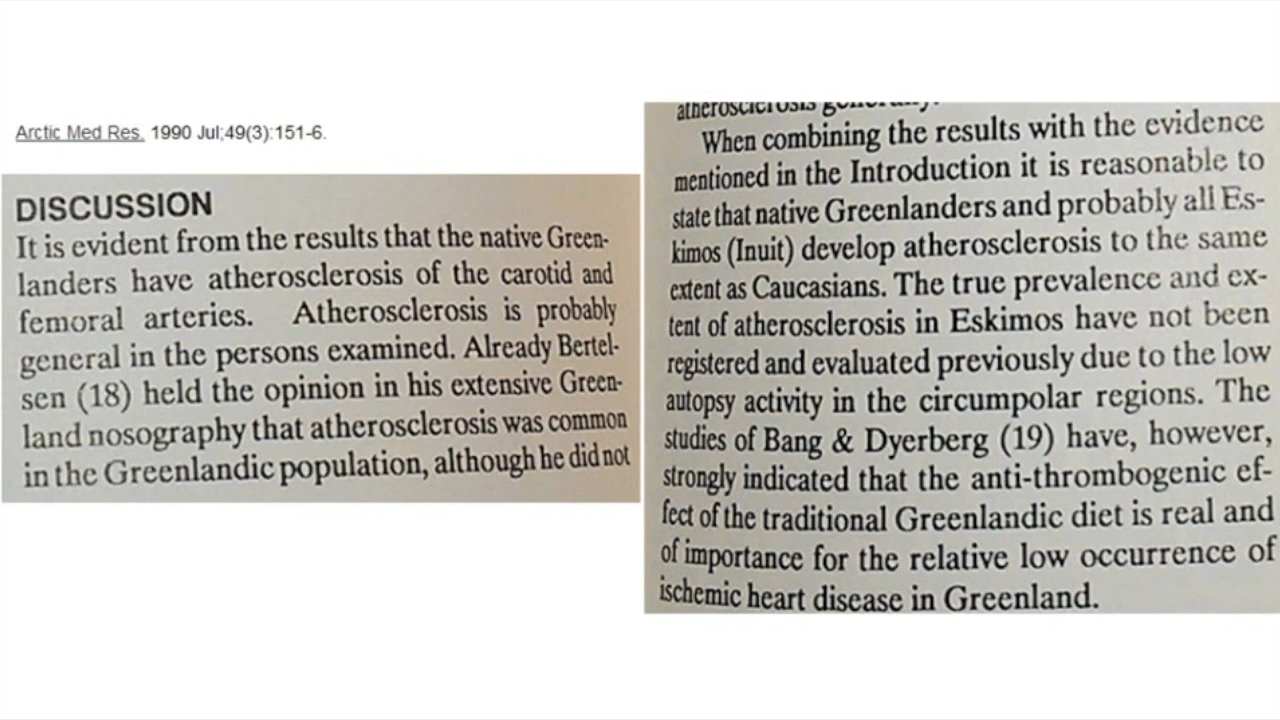 Arctic Med Res. 1990 Jul;49(3):151-6.
DISCUSSION
It is evident from the results that the native Green-
landers have atherosclerosis of the carotid and
femoral arteries. Atherosclerosis is probably
general in the persons examined. Already Bertel-
sen (18) held the opinion in his extensive Green-
land nosography that atherosclerosis was common
in the Greenlandic population, although he did not
atherosclerosis generally.
When combining the results with the evidence
mentioned in the Introduction it is reasonable to
state that native Greenlanders and probably all Es-
kimos (Inuit) develop atherosclerosis to the same
extent as Caucasians. The true prevalence and ex-
tent of atherosclerosis in Eskimos have not been
registered and evaluated previously due to the low
autopsy activity in the circumpolar regions. The
studies of Bang & Dyerberg (19) have, however,
strongly indicated that the anti-thrombogenic ef-
fect of the traditional Greenlandic diet is real and
of importance for the relative low occurrence of
ischemic heart disease in Greenland.